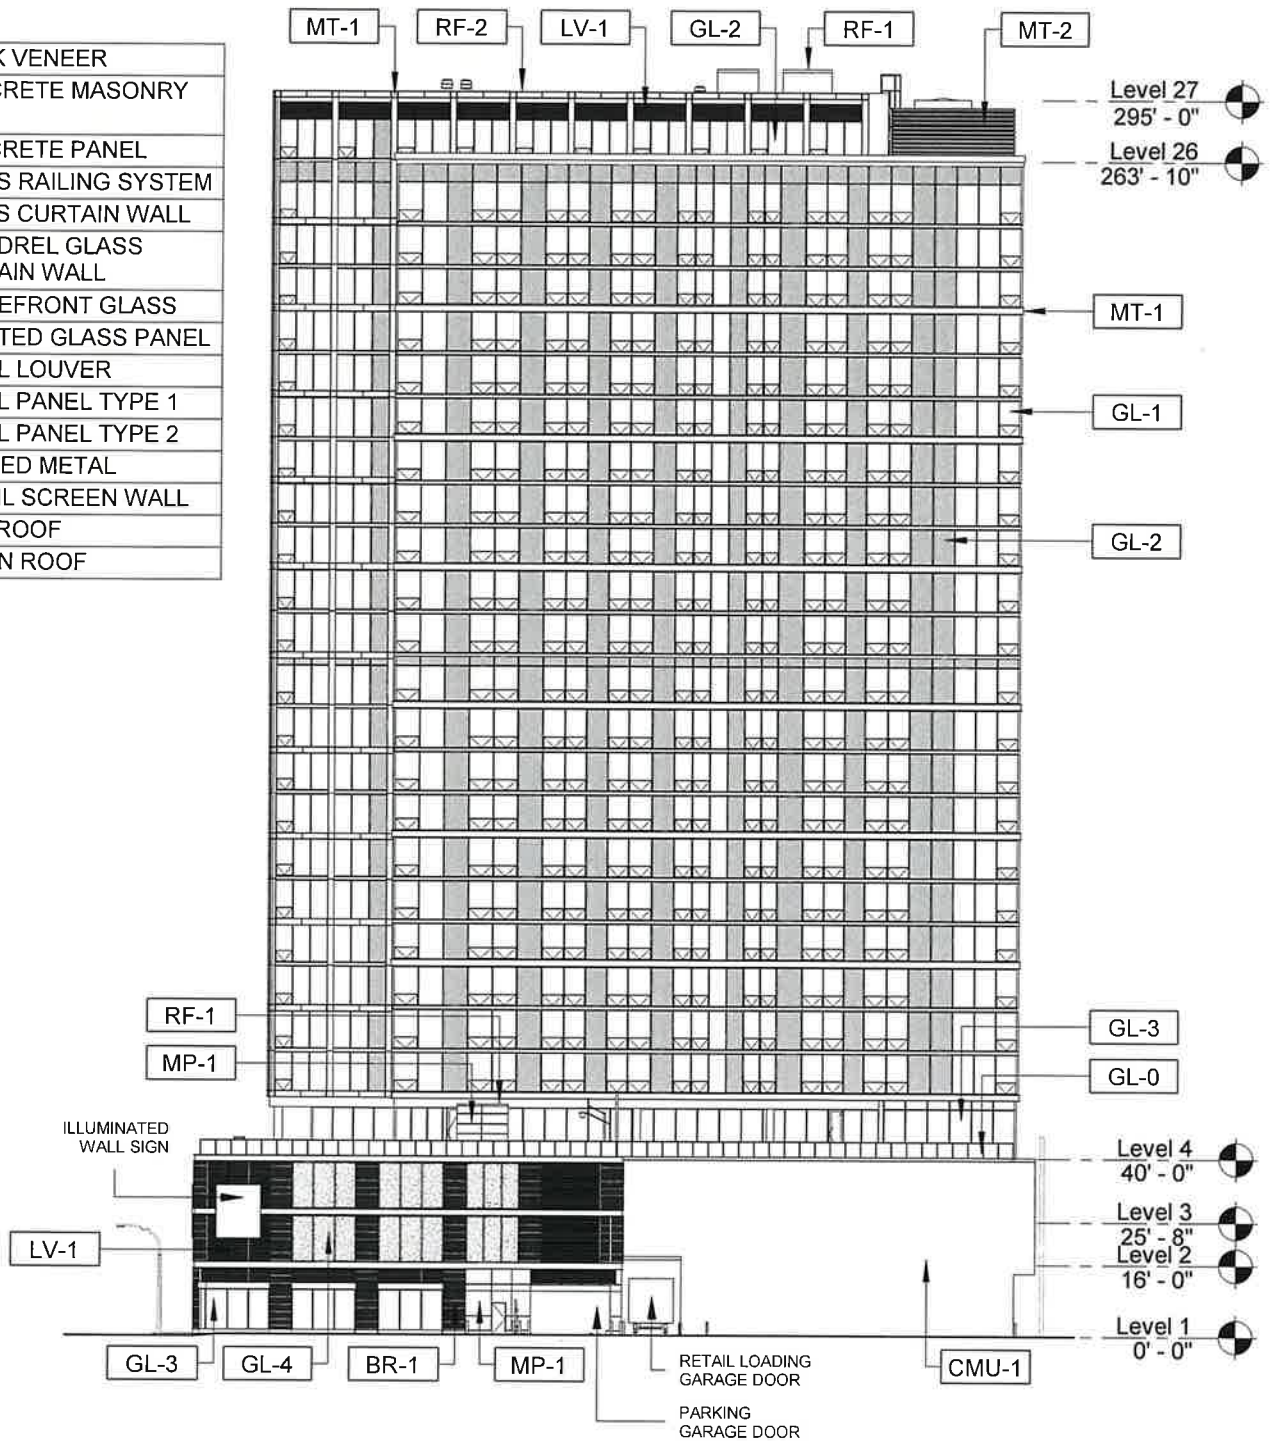 MT-1
RF-2
LV-1
GL-2
RF-1
MT-2
K VENEER
CRETE MASONRY
CRETE PANEL
S RAILING SYSTEM
S CURTAIN WALL
DREL GLASS
AIN WALL
EFRONT GLASS
TED GLASS PANEL
L LOUVER
L PANEL TYPE 1
L PANEL TYPE 2
ED METAL
IL SCREEN WALL
ROOF
N ROOF
Level 27
295' - 0"
Level 26
263' - 10"
MT-1
GL-1
GL-2
RF-1
MP-1
GL-3
GL-0
ILLUMINATED
WALL SIGN
LV-1
Level 4
40' - 0"
Level 3
25' - 8"
Level 2
16' - 0"
Level 1
0' - 0"
GL-3
GL-4
BR-1
MP-1
RETAIL LOADING
GARAGE DOOR
PARKING
GARAGE DOOR
CMU-1